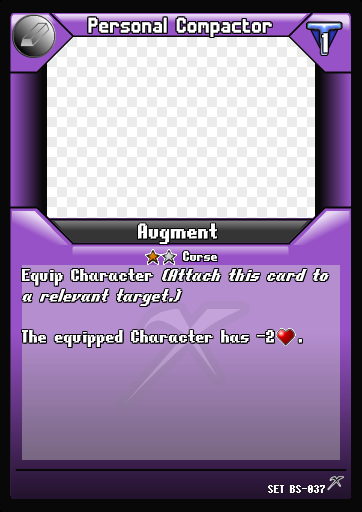 Personal Compactor
1
Augment
Curse
Equip Character (Attach this card to
a relevant target.)
The equipped Character has -2.
SET BS-037